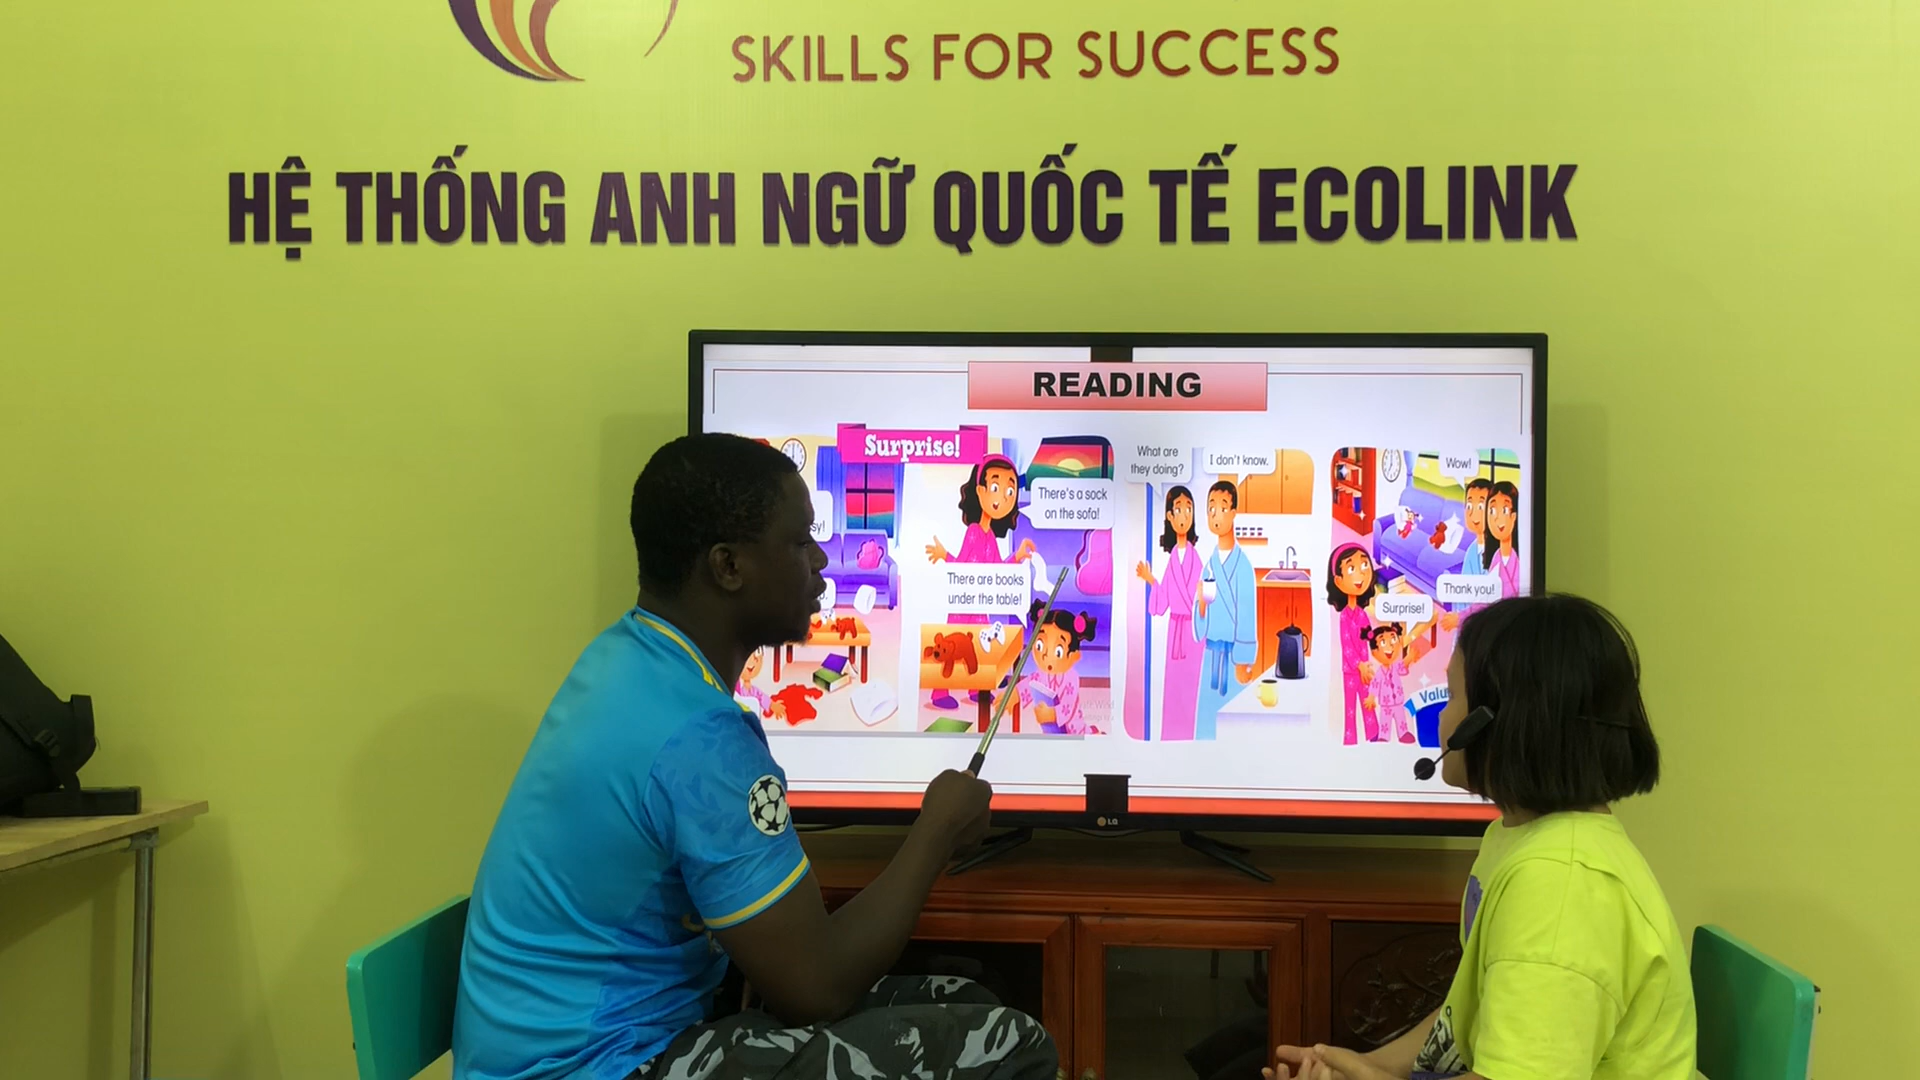 SKILLS FOR SUCCESS
HỆ THỐNG ANH NGỮ QUỐC TẾ ECOLINK
READING
Surprise!
There's a sock
on the sofa!
There are books
under the table!
What are
they doing?
I don't know.
Wow!
Thank you!
Surprise!
LG